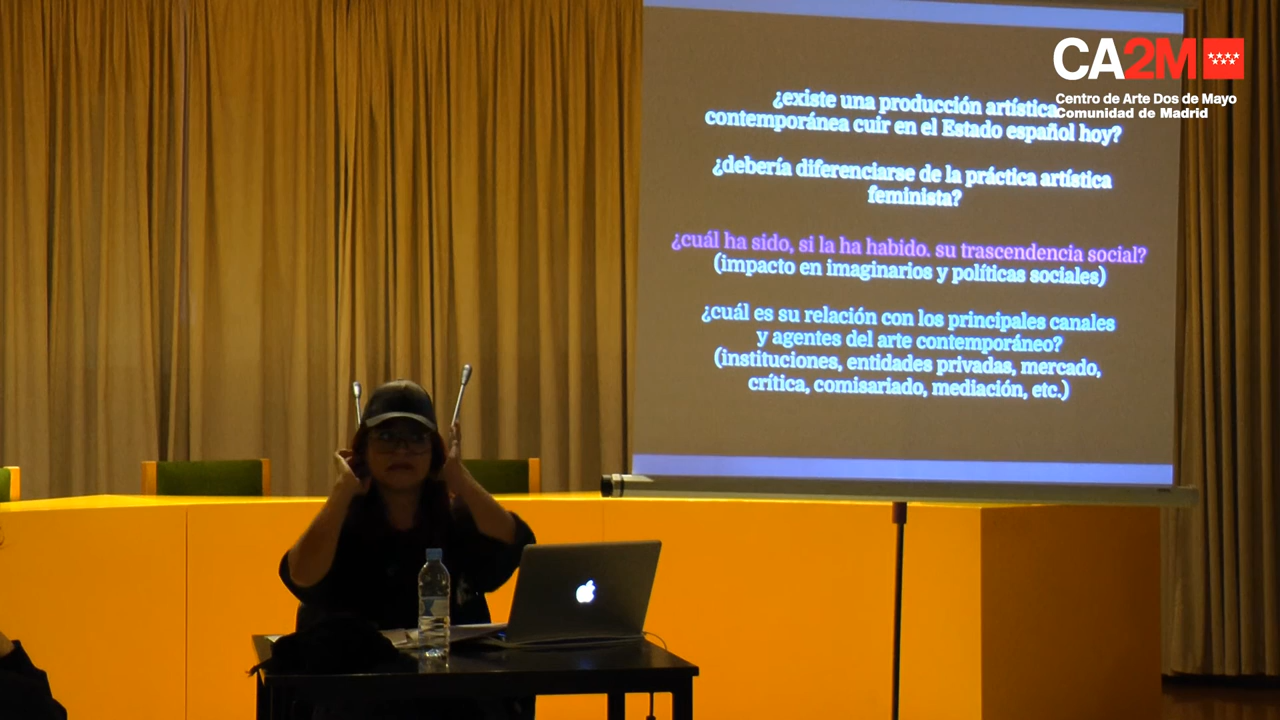 CA2M
Centro de Arte Dos de Mayo
Comunidad de Madrid
¿existe una producción artística
contemporánea cuir en el Estado español hoy?
¿debería diferenciarse de la práctica artística
feminista?
¿cuál ha sido, si la ha habido. su trascendencia social?
(impacto en imaginarios y políticas sociales)
¿cuál es su relación con los principales canales
y agentes del arte contemporáneo?
(instituciones, entidades privadas, mercado,
crítica, comisariado, mediación, etc.)